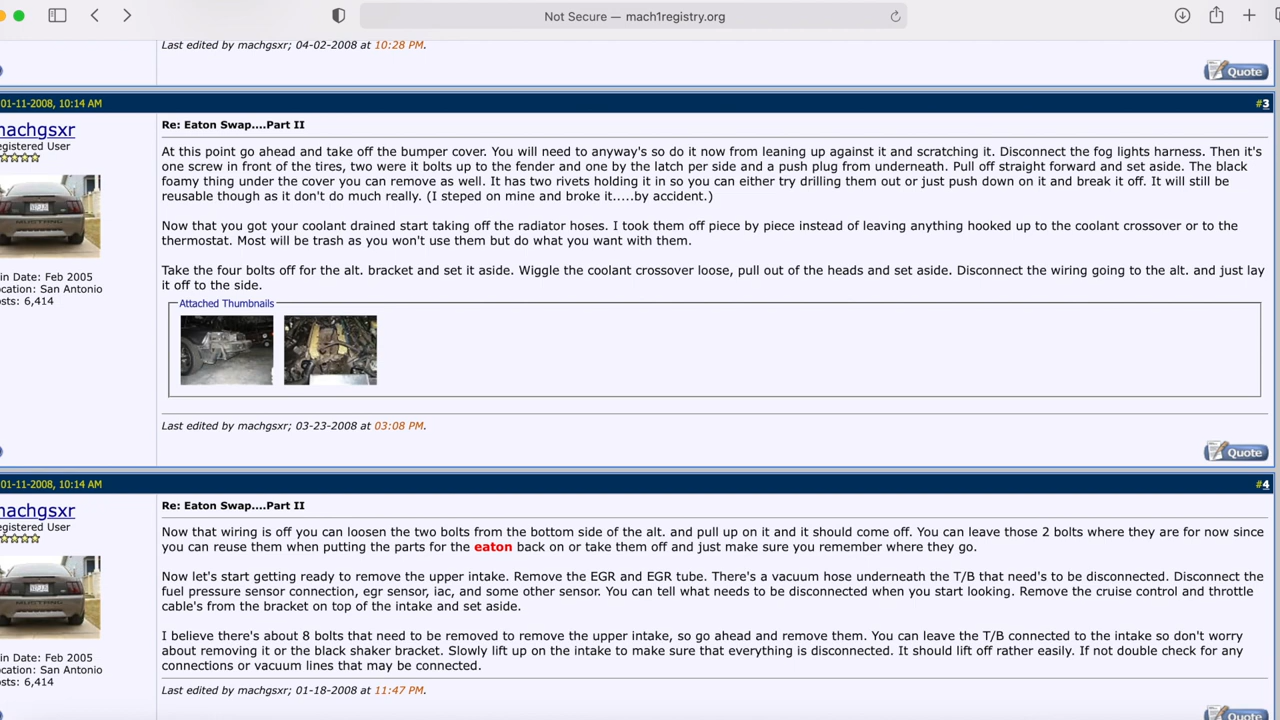 Not Secure — mach1registry.org
Last edited by machgsxr; 04-02-2008 at 10:28 PM.
Quote
01-11-2008, 10:14 AM
#3
machgsxr
Re: Eaton Swap....Part II
egistered User
At this point go ahead and take off the bumper cover. You will need to anyway's so do it now from leaning up against it and scratching it. Disconnect the fog lights harness. Then it's
one screw in front of the tires, two were it bolts up to the fender and one by the latch per side and a push plug from underneath. Pull off straight forward and set aside. The black
foamy thing under the cover you can remove as well. It has two rivets holding it in so you can either try drilling them out or just push down on it and break it off. It will still be
reusable though as it don't do much really. (I steped on mine and broke it.....by accident.)
Now that you got your coolant drained start taking off the radiator hoses. I took them off piece by piece instead of leaving anything hooked up to the coolant crossover or to the
thermostat. Most will be trash as you won't use them but do what you want with them.
Take the four bolts off for the alt. bracket and set it aside. Wiggle the coolant crossover loose, pull out of the heads and set aside. Disconnect the wiring going to the alt. and just lay
it off to the side.
in Date: Feb 2005
ocation: San Antonio
osts: 6,414
Attached Thumbnails
Last edited by machgsxr; 03-23-2008 at 03:08 PM.
Quote
01-11-2008, 10:14 AM
#4
machgsxr
Re: Eaton Swap....Part II
egistered User
Now that wiring is off you can loosen the two bolts from the bottom side of the alt. and pull up on it and it should come off. You can leave those 2 bolts where they are for now since
you can reuse them when putting the parts for the eaton back on or take them off and just make sure you remember where they go.
Now let's start getting ready to remove the upper intake. Remove the EGR and EGR tube. There's a vacuum hose underneath the T/B that need's to be disconnected. Disconnect the
fuel pressure sensor connection, egr sensor, iac, and some other sensor. You can tell what needs to be disconnected when you start looking. Remove the cruise control and throttle
cable's from the bracket on top of the intake and set aside.
I believe there's about 8 bolts that need to be removed to remove the upper intake, so go ahead and remove them. You can leave the T/B connected to the intake so don't worry
about removing it or the black shaker bracket. Slowly lift up on the intake to make sure that everything is disconnected. It should lift off rather easily. If not double check for any
connections or vacuum lines that may be connected.
in Date: Feb 2005
ocation: San Antonio
osts: 6,414
Last edited by machgsxr; 01-18-2008 at 11:47 PM.
Quote